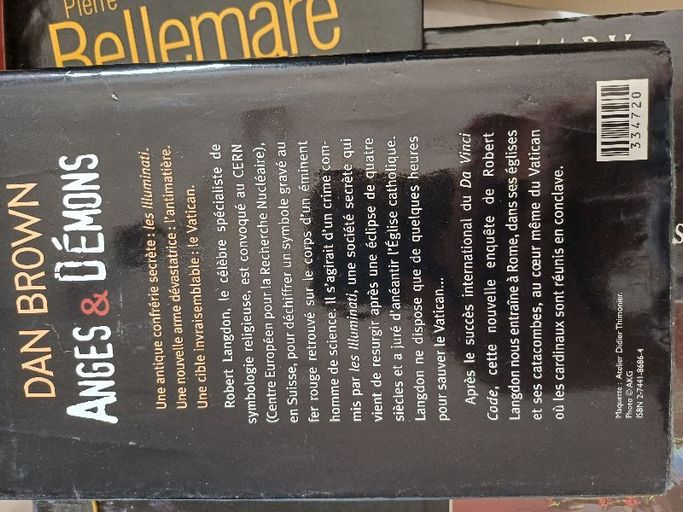 Pierre
Bellemare
DAN BROWN
ANGES & DÉMONS
Une antique confrérie secrète : les Illuminati.
Une nouvelle arme dévastatrice : l'antimatière.
Une cible invraisemblable : le Vatican.
Robert Langdon, le célèbre spécialiste de
symbologie religieuse, est convoqué au CERN
(Centre Européen pour la Recherche Nucléaire),
en Suisse, pour déchiffrer un symbole gravé au
fer rouge retrouvé sur le corps d'un éminent
homme de science. Il s'agirait d'un crime com-
mis par les Illuminati, une société secrète qui
vient de resurgir après une éclipse de quatre
siècles et a juré d'anéantir l'Église catholique.
Langdon ne dispose que de quelques heures
pour sauver le Vatican...
Après le succès international du Da Vinci
Code, cette nouvelle enquête de Robert
Langdon nous entraîne à Rome, dans ses églises
et ses catacombes, au cœur même du Vatican
où les cardinaux sont réunis en conclave.
Maquette : Atelier Didier Thimonier.
Photo © AKG
ISBN 2-7441-8686-4
334720